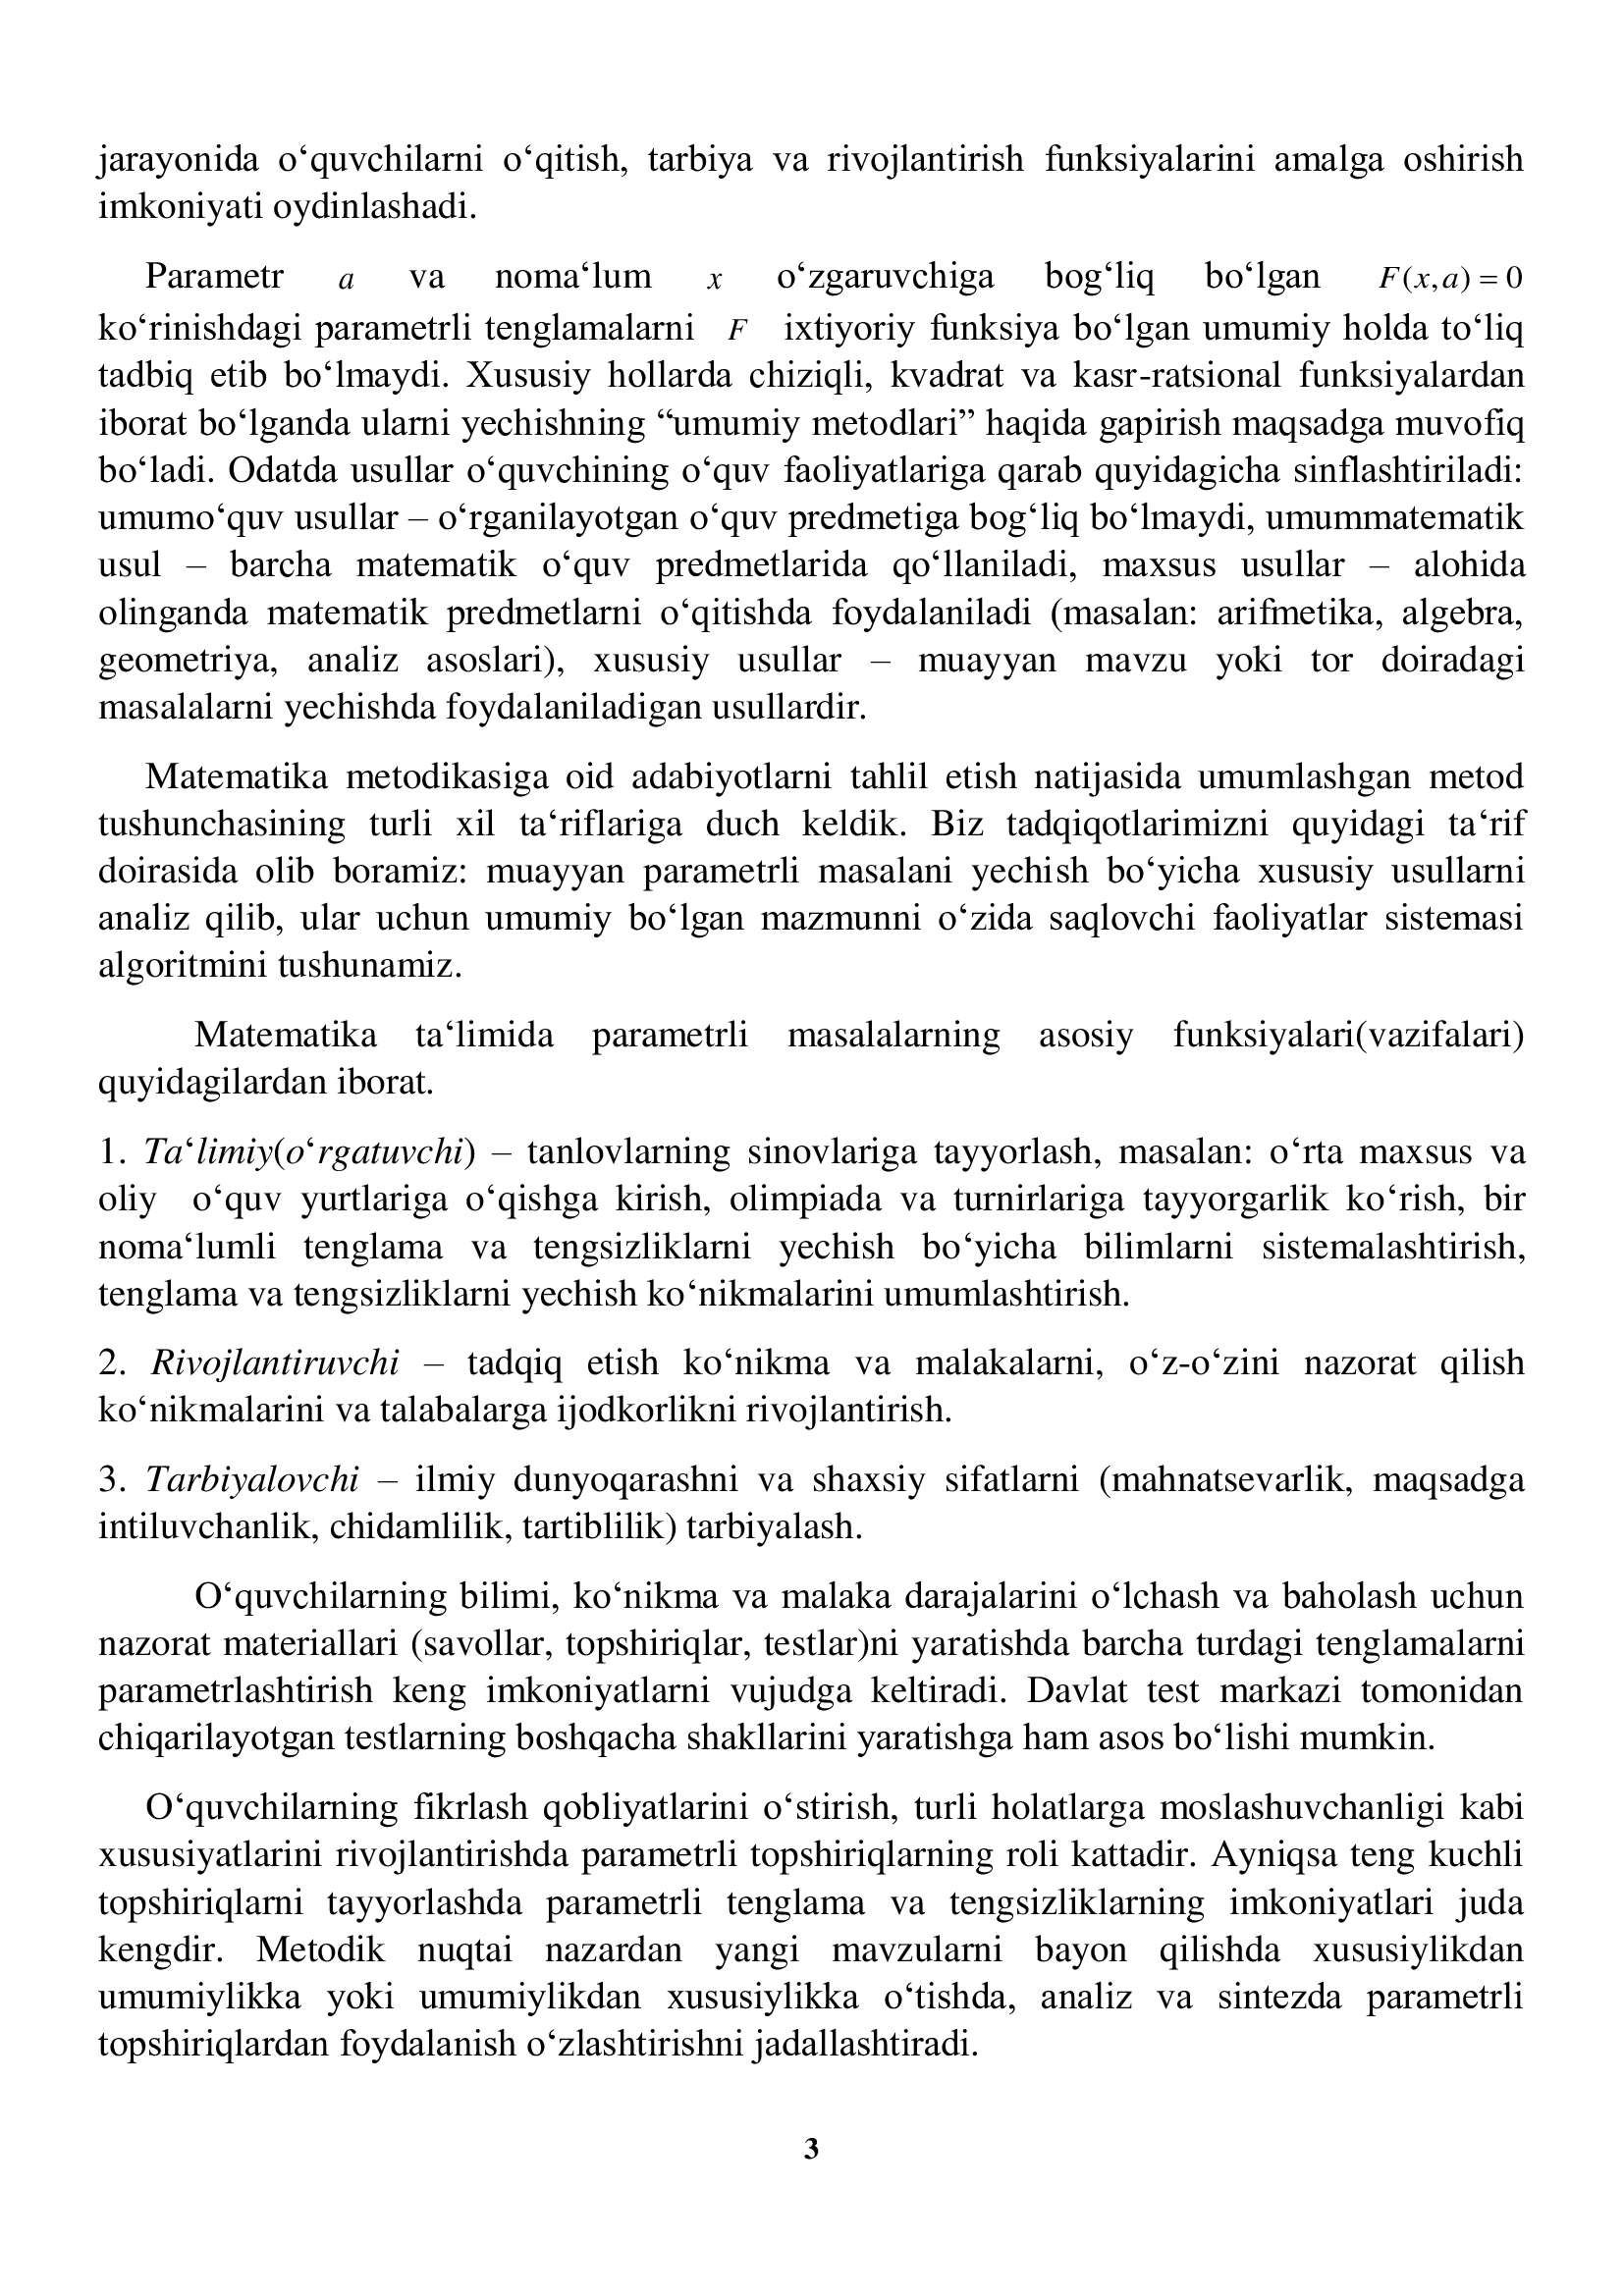 jarayonida o‘quvchilarni o‘qitish, tarbiya va rivojlantirish funksiyalarini amalga oshirish
imkoniyati oydinlashadi.
Parametr a va noma‘lum x o‘zgaruvchiga bog‘liq bo‘lgan F(x,a) = 0
ko‘rinishdagi parametrli tenglamalarni F ixtiyoriy funksiya bo‘lgan umumiy holda to‘liq
tadbiq etib bo‘lmaydi. Xususiy hollarda chiziqli, kvadrat va kasr-ratsional funksiyalardan
iborat bo‘lganda ularni yechishning “umumiy metodlari” haqida gapirish maqsadga muvofiq
bo‘ladi. Odatda usullar o‘quvchining o‘quv faoliyatlariga qarab quyidagicha sinflashtiriladi:
umumo‘quv usullar – o‘rganilayotgan o‘quv predmetiga bog‘liq bo‘lmaydi, umummatematik
usul – barcha matematik o‘quv predmetlarida qo‘llaniladi, maxsus usullar – alohida
olinganda matematik predmetlarni o‘qitishda foydalaniladi (masalan: arifmetika, algebra,
geometriya, analiz asoslari), xususiy usullar – muayyan mavzu yoki tor doiradagi
masalalarni yechishda foydalaniladigan usullardir.
Matematika metodikasiga oid adabiyotlarni tahlil etish natijasida umumlashgan metod
tushunchasining turli xil ta‘riflariga duch keldik. Biz tadqiqotlarimizni quyidagi ta‘rif
doirasida olib boramiz: muayyan parametrli masalani yechish bo‘yicha xususiy usullarni
analiz qilib, ular uchun umumiy bo‘lgan mazmunni o‘zida saqlovchi faoliyatlar sistemasi
algoritmini tushunamiz.
Matematika ta‘limida parametrli masalalarning asosiy funksiyalari(vazifalari)
quyidagilardan iborat.
1. Ta‘limiy(o‘rgatuvchi) – tanlovlarning sinovlariga tayyorlash, masalan: o‘rta maxsus va
oliy o‘quv yurtlariga o‘qishga kirish, olimpiada va turnirlariga tayyorgarlik ko‘rish, bir
noma‘lumli tenglama va tengsizliklarni yechish bo‘yicha bilimlarni sistemalashtirish,
tenglama va tengsizliklarni yechish ko‘nikmalarini umumlashtirish.
2. Rivojlantiruvchi – tadqiq etish ko‘nikma va malakalarni, o‘z-o‘zini nazorat qilish
ko‘nikmalarini va talabalarga ijodkorlikni rivojlantirish.
3. Tarbiyalovchi – ilmiy dunyoqarashni va shaxsiy sifatlarni (mahnatsevarlik, maqsadga
intiluvchanlik, chidamlilik, tartiblilik) tarbiyalash.
O‘quvchilarning bilimi, ko‘nikma va malaka darajalarini o‘lchash va baholash uchun
nazorat materiallari (savollar, topshiriqlar, testlar)ni yaratishda barcha turdagi tenglamalarni
parametrlashtirish keng imkoniyatlarni vujudga keltiradi. Davlat test markazi tomonidan
chiqarilayotgan testlarning boshqacha shakllarini yaratishga ham asos bo‘lishi mumkin.
O‘quvchilarning fikrlash qobliyatlarini o‘stirish, turli holatlarga moslashuvchanligi kabi
xususiyatlarini rivojlantirishda parametrli topshiriqlarning roli kattadir. Ayniqsa teng kuchli
topshiriqlarni tayyorlashda parametrli tenglama va tengsizliklarning imkoniyatlari juda
kengdir. Metodik nuqtai nazardan yangi mavzularni bayon qilishda xususiylikdan
umumiylikka yoki umumiylikdan xususiylikka o‘tishda, analiz va sintezda parametrli
topshiriqlardan foydalanish o‘zlashtirishni jadallashtiradi.
3